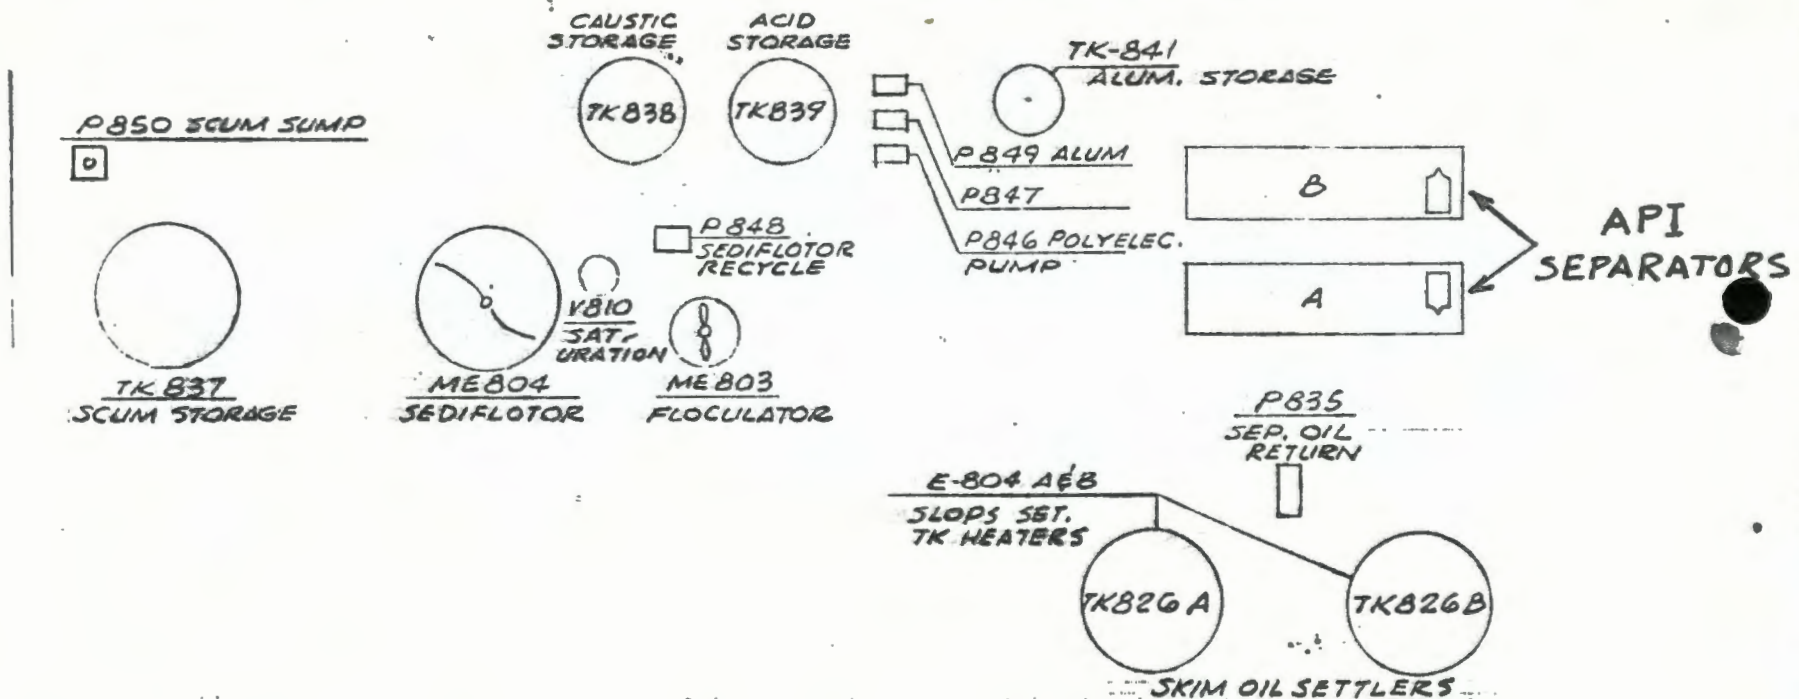 CAUSTIC
STORAGE
ACID
STORAGE
TK838
TK839
TK-841
ALUM. STORAGE
P850 SCUM SUMP
P849 ALUM
P847
P846 POLYELEC.
PUMP
B
A
API
SEPARATORS
P848
SEDIFLOTOR
RECYCLE
V810
SAT-
URATION
TK 837
SCUM STORAGE
ME804
SEDIFLOTOR
ME803
FLOCULATOR
P835
SEP. OIL
RETURN
E-804 A&B
SLOPS SET.
TK HEATERS
TK826A
TK826B
SKIM OIL SETTLERS